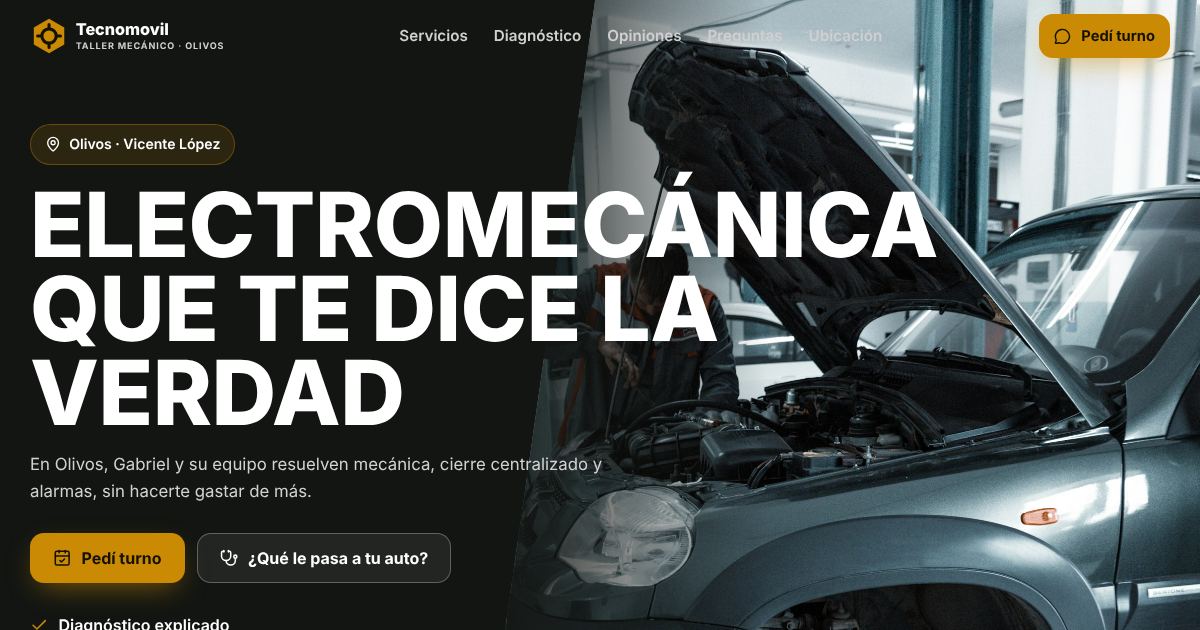 Tecnomovil
TALLER MECÁNICO · OLIVOS
Servicios Diagnóstico Opiniones Preguntas Ubicación
Pedí turno
Olivos · Vicente López
ELECTROMECÁNICA
QUE TE DICE LA
VERDAD
En Olivos, Gabriel y su equipo resuelven mecánica, cierre centralizado y
alarmas, sin hacerte gastar de más.
Pedí turno
¿Qué le pasa a tu auto?
Diagnóstico explicado